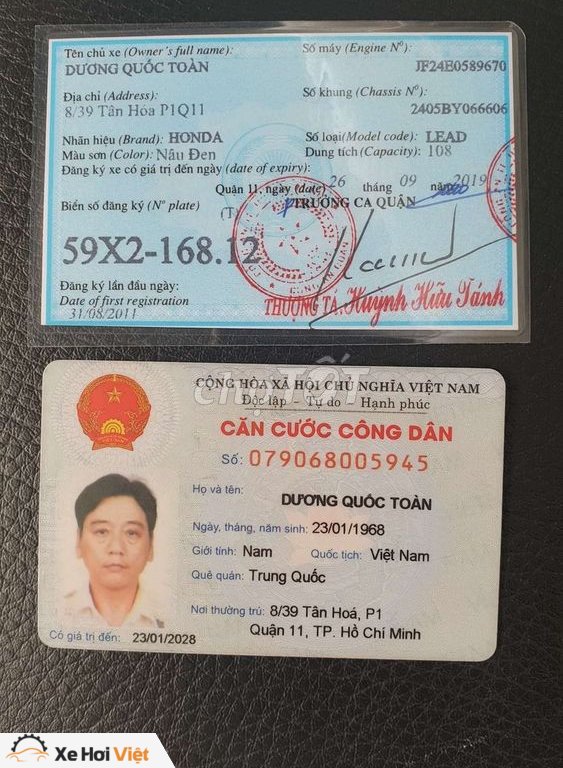 Tên chủ xe (Owner's full name):
Số máy (Engine N°):
DƯƠNG QUỐC TOÀN
JF24E0589670
Địa chỉ (Address):
Số khung (Chassis N°):
8/39 Tân Hóa P1Q11
2405BY066606
Nhãn hiệu (Brand): HONDA
Số loại(Model code): LEAD
Màu sơn (Color): Nâu Đen
Dung tích (Capacity): 108
Đăng ký xe có giá trị đến ngày (date of expiry):
Quận 11, ngày (date) 26 tháng 09 năm 2019
Biển số đăng ký (N° plate)
TRƯỞNG CA QUẬN
59X2-168.12
Đăng ký lần đầu ngày:
Date of first registration
31/08/2011
THƯỢNG TÁ. Huỳnh Hữu Tánh
CỘNG HÒA XÃ HỘI CHỦ NGHĨA VIỆT NAM
Độc lập - Tự do - Hạnh phúc
chợTỐT
CĂN CƯỚC CÔNG DÂN
Số: 079068005945
Họ và tên:
DƯƠNG QUỐC TOÀN
Ngày, tháng, năm sinh: 23/01/1968
Giới tính: Nam Quốc tịch: Việt Nam
Quê quán: Trung Quốc
Nơi thường trú: 8/39 Tân Hoá, P1
Quận 11, TP. Hồ Chí Minh
Có giá trị đến: 23/01/2028
Xe Hơi Việt